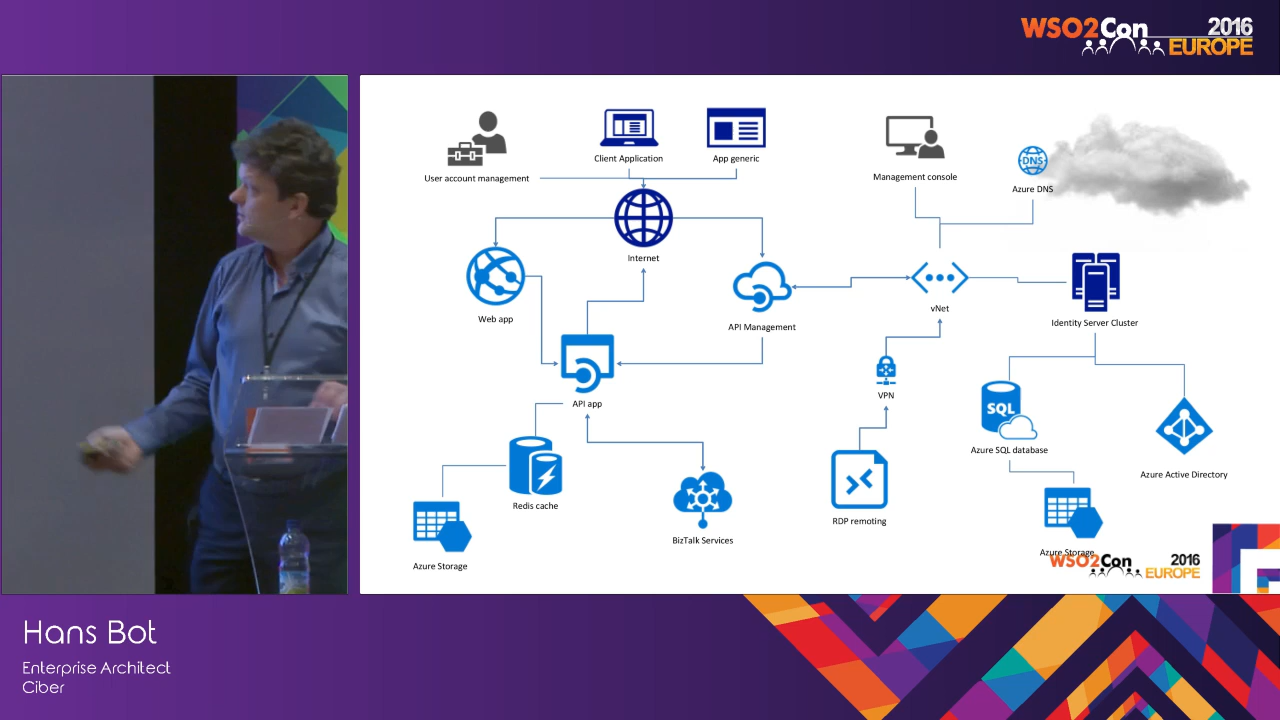 WSO2Con 2016
EUROPE
Client Application
App generic
User account management
Management console
DNS
Azure DNS
Internet
Web app
API Management
vNet
Identity Server Cluster
API app
VPN
SQL
Azure SQL database
Azure Active Directory
Redis cache
RDP remoting
BizTalk Services
Azure Storage
Azure Storage
WSO2Con 2016
EUROPE
Hans Bot
Enterprise Architect
Ciber